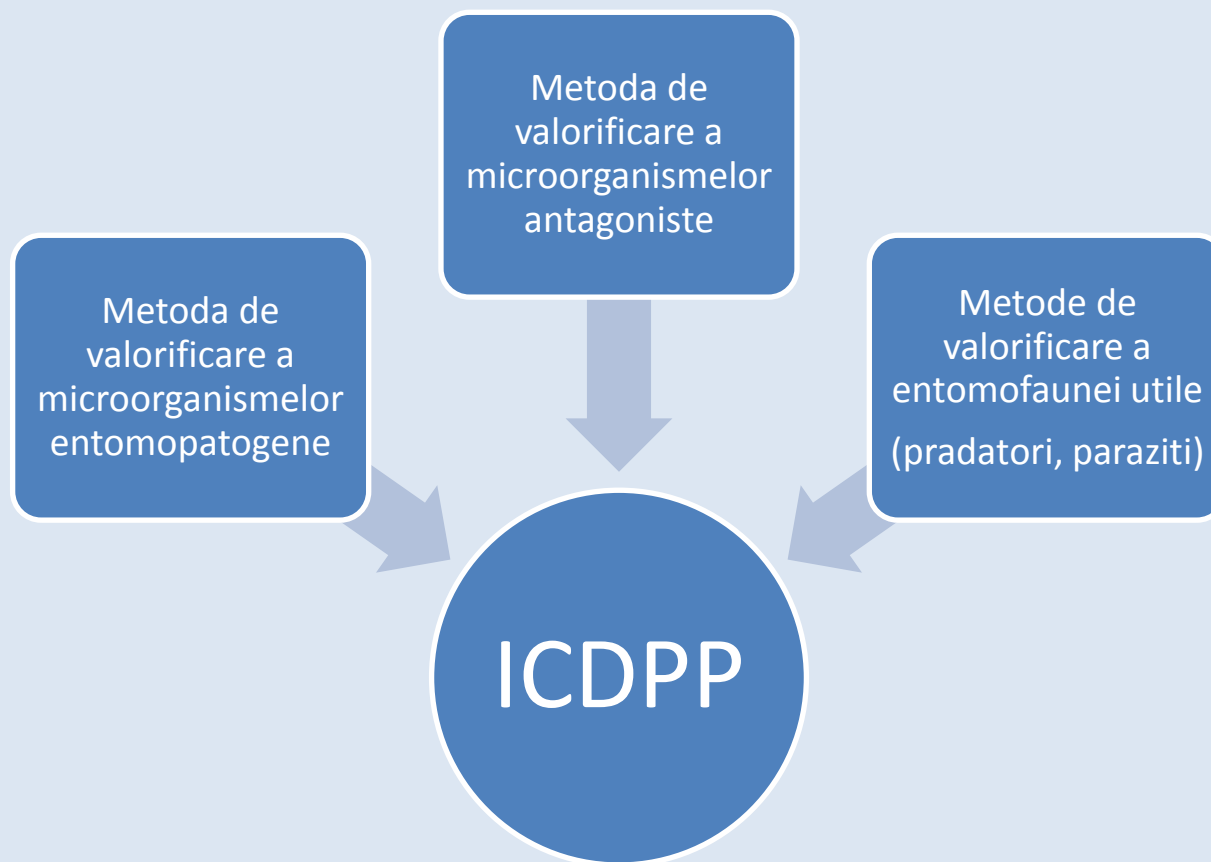 Metoda de
valorificare a
microorganismelor
antagoniste
Metoda de
valorificare a
microorganismelor
entomopatogene
Metode de
valorificare a
entomofaunei utile
(pradatori, paraziti)
ICDPP